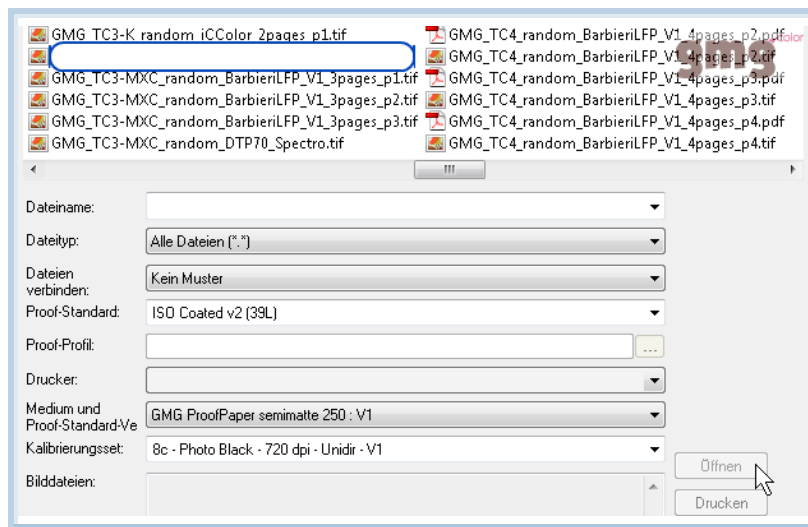 GMG_TC3-K_random_iCColor_2pages_p1.tif
GMG_TC3-MXC_random_BarbieriLFP_V1_3pages_p1.tif
GMG_TC3-MXC_random_BarbieriLFP_V1_3pages_p2.tif
GMG_TC3-MXC_random_BarbieriLFP_V1_3pages_p3.tif
GMG_TC3-MXC_random_DTP70_Spectro.tif
GMG_TC4_random_BarbieriLFP_V1_4pages_p2.pdf
GMG_TC4_random_BarbieriLFP_V1_4pages_p2.tif
GMG_TC4_random_BarbieriLFP_V1_4pages_p3.pdf
GMG_TC4_random_BarbieriLFP_V1_4pages_p3.tif
GMG_TC4_random_BarbieriLFP_V1_4pages_p4.pdf
GMG_TC4_random_BarbieriLFP_V1_4pages_p4.tif
gmg color
Dateiname:
Dateityp: Alle Dateien (*.*)
Dateien
verbinden: Kein Muster
Proof-Standard: ISO Coated v2 (39L)
Proof-Profil: ...
Drucker:
Medium und
Proof-Standard-Ve GMG ProofPaper semimatte 250 : V1
Kalibrierungsset: 8c - Photo Black - 720 dpi - Unidir - V1
Bilddateien:
Öffnen
Drucken